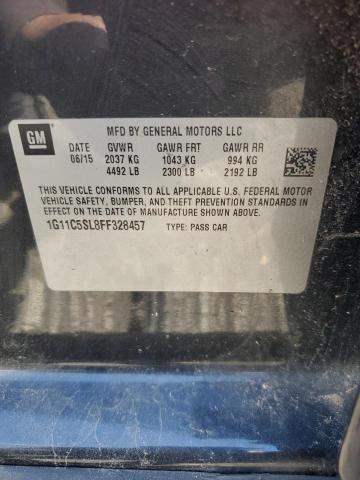 GM
MFD BY GENERAL MOTORS LLC
DATE GVWR GAWR FRT GAWR RR
06/15 2037 KG 1043 KG 994 KG
4492 LB 2300 LB 2192 LB
THIS VEHICLE CONFORMS TO ALL APPLICABLE U.S. FEDERAL MOTOR
VEHICLE SAFETY, BUMPER, AND THEFT PREVENTION STANDARDS
IN EFFECT ON THE DATE OF MANUFACTURE SHOWN ABOVE.
1G11C5SL8FF328457 TYPE: PASS CAR